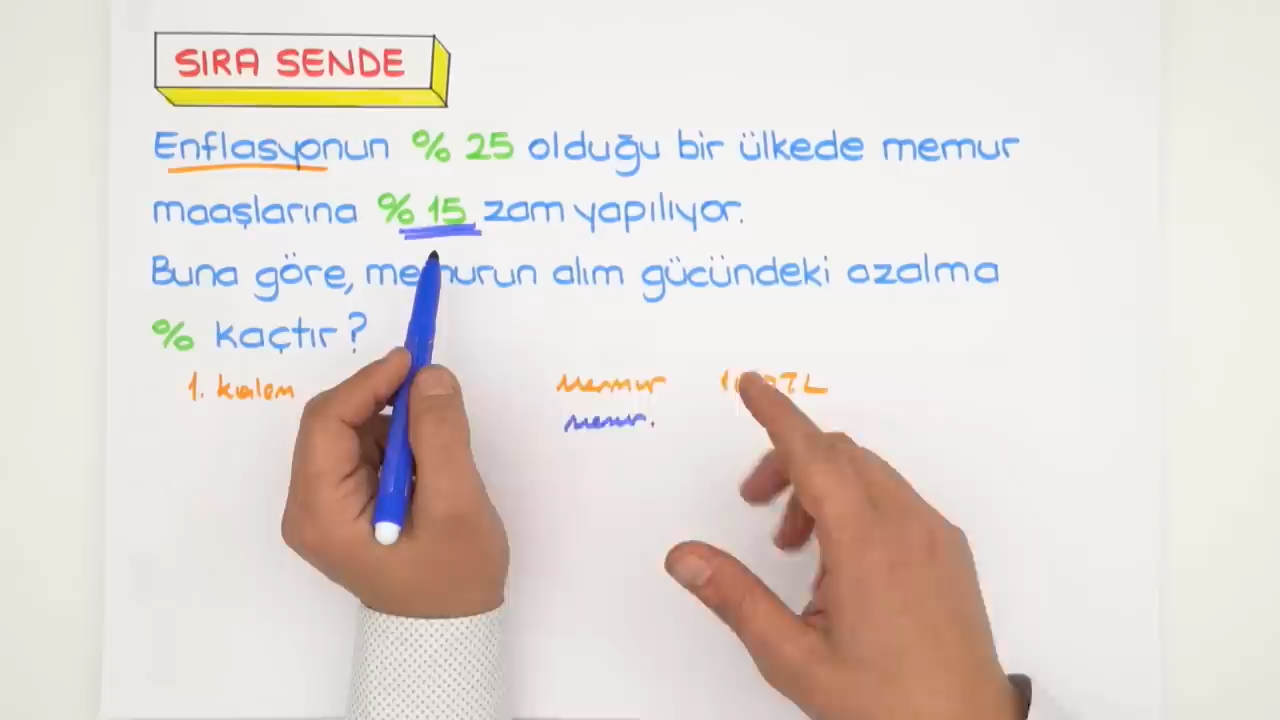 SIRA SENDE
Enflasyonun % 25 olduğu bir ülkede memur
maaşlarına % 15 zam yapılıyor.
Buna göre, memurun alım gücündeki azalma
% kaçtır?
1. kalem Memur TL
Memur.